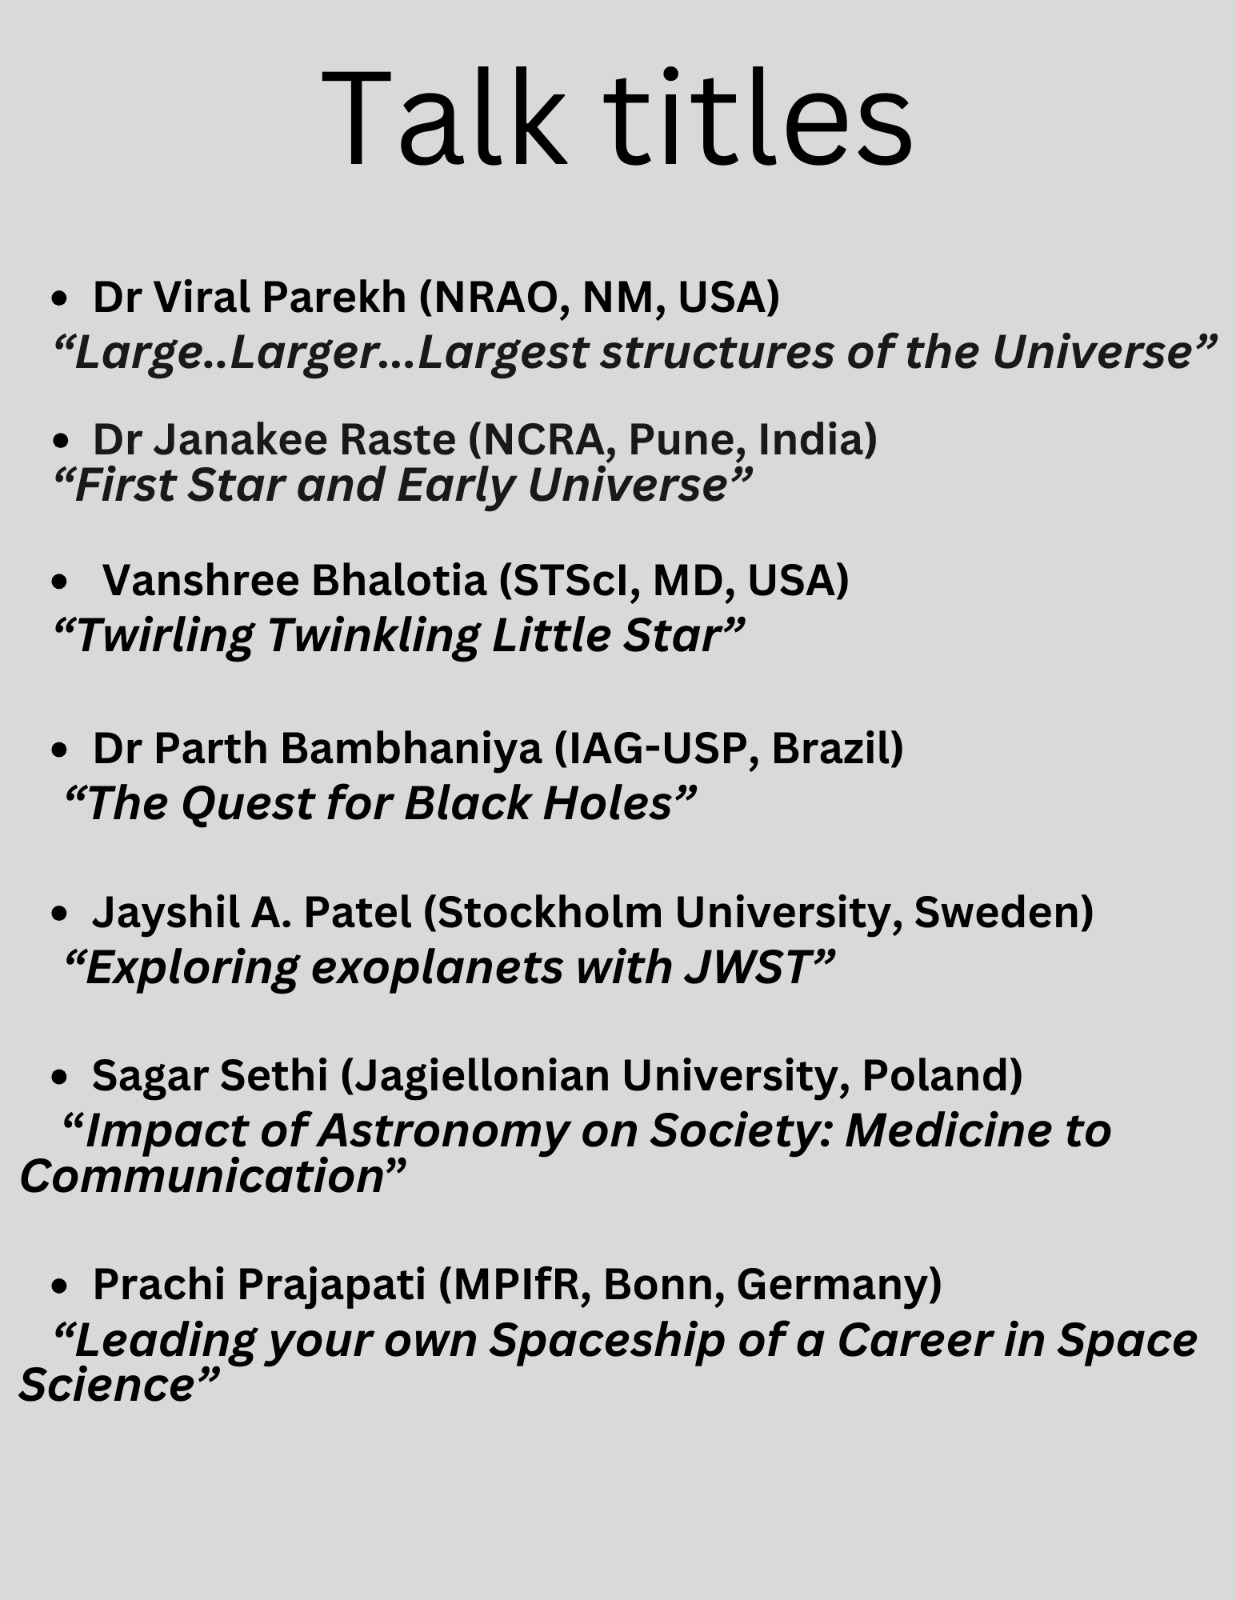 Talk titles
• Dr Viral Parekh (NRAO, NM, USA)
“Large..Larger...Largest structures of the Universe”
• Dr Janakee Raste (NCRA, Pune, India)
“First Star and Early Universe”
• Vanshree Bhalotia (STScI, MD, USA)
“Twirling Twinkling Little Star”
• Dr Parth Bambhaniya (IAG-USP, Brazil)
“The Quest for Black Holes”
• Jayshil A. Patel (Stockholm University, Sweden)
“Exploring exoplanets with JWST”
• Sagar Sethi (Jagiellonian University, Poland)
“Impact of Astronomy on Society: Medicine to
Communication”
• Prachi Prajapati (MPIfR, Bonn, Germany)
“Leading your own Spaceship of a Career in Space
Science”